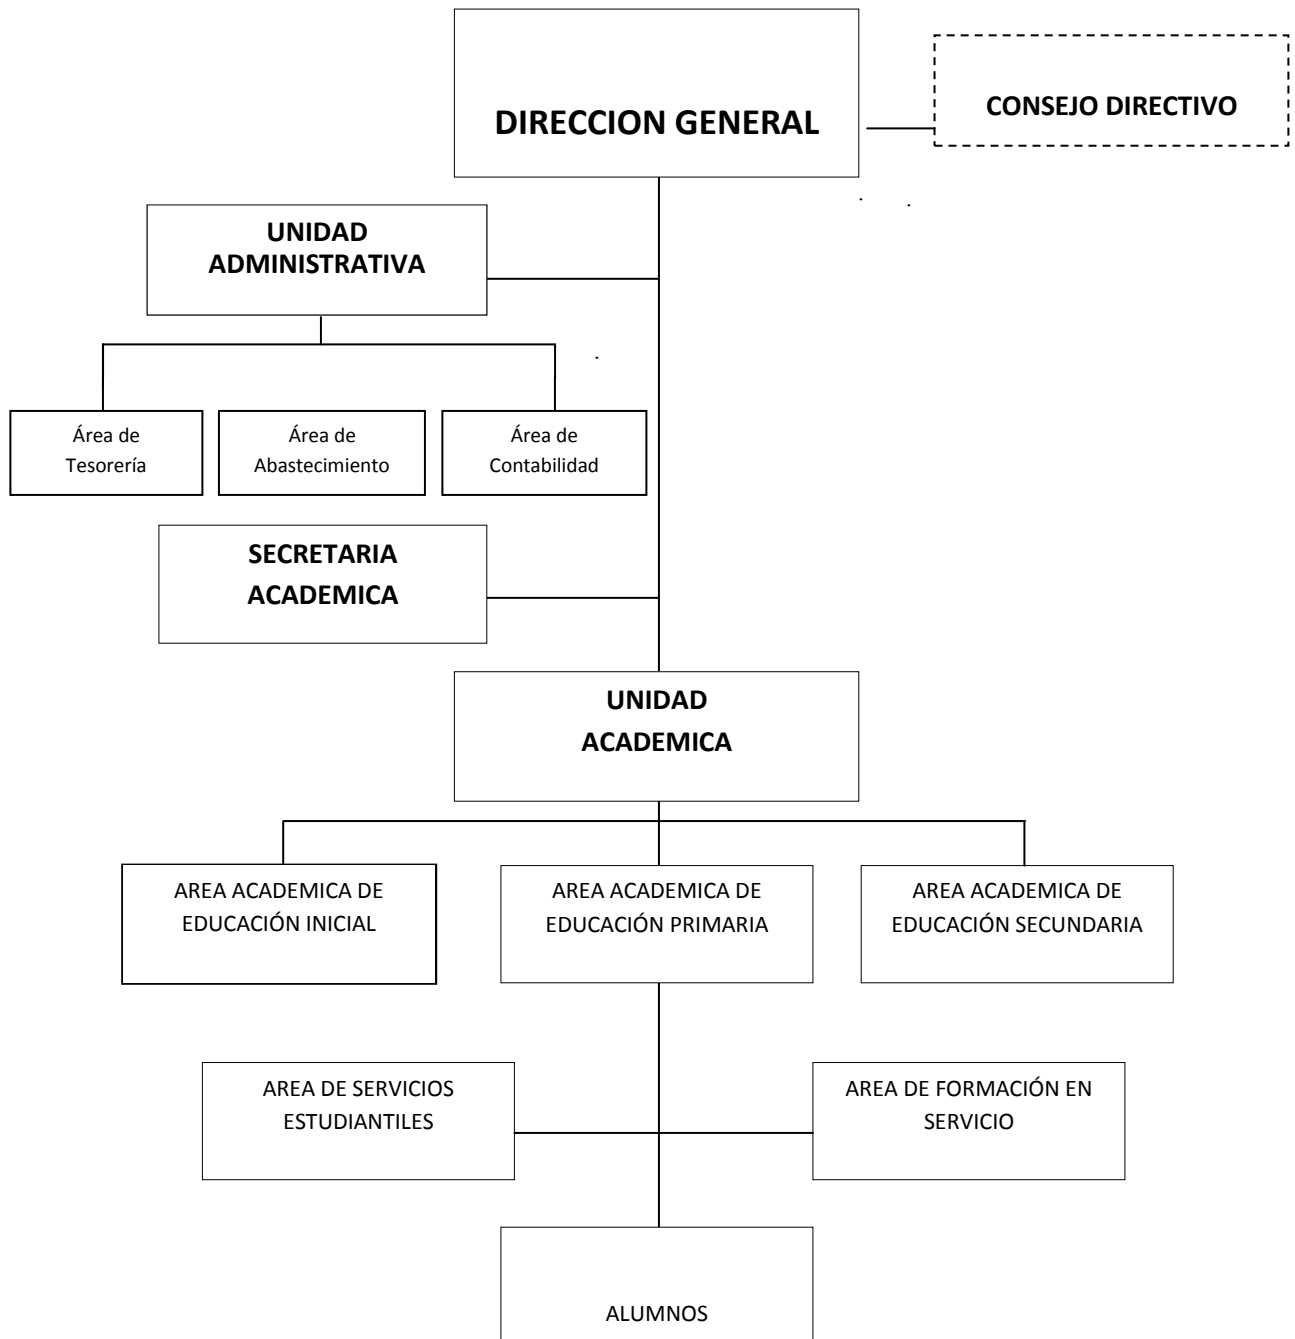 DIRECCION GENERAL
CONSEJO DIRECTIVO
UNIDAD
ADMINISTRATIVA
Área de
Tesorería
Área de
Abastecimiento
Área de
Contabilidad
SECRETARIA
ACADEMICA
UNIDAD
ACADEMICA
AREA ACADEMICA DE
EDUCACIÓN INICIAL
AREA ACADEMICA DE
EDUCACIÓN PRIMARIA
AREA ACADEMICA DE
EDUCACIÓN SECUNDARIA
AREA DE SERVICIOS
ESTUDIANTILES
AREA DE FORMACIÓN EN
SERVICIO
ALUMNOS